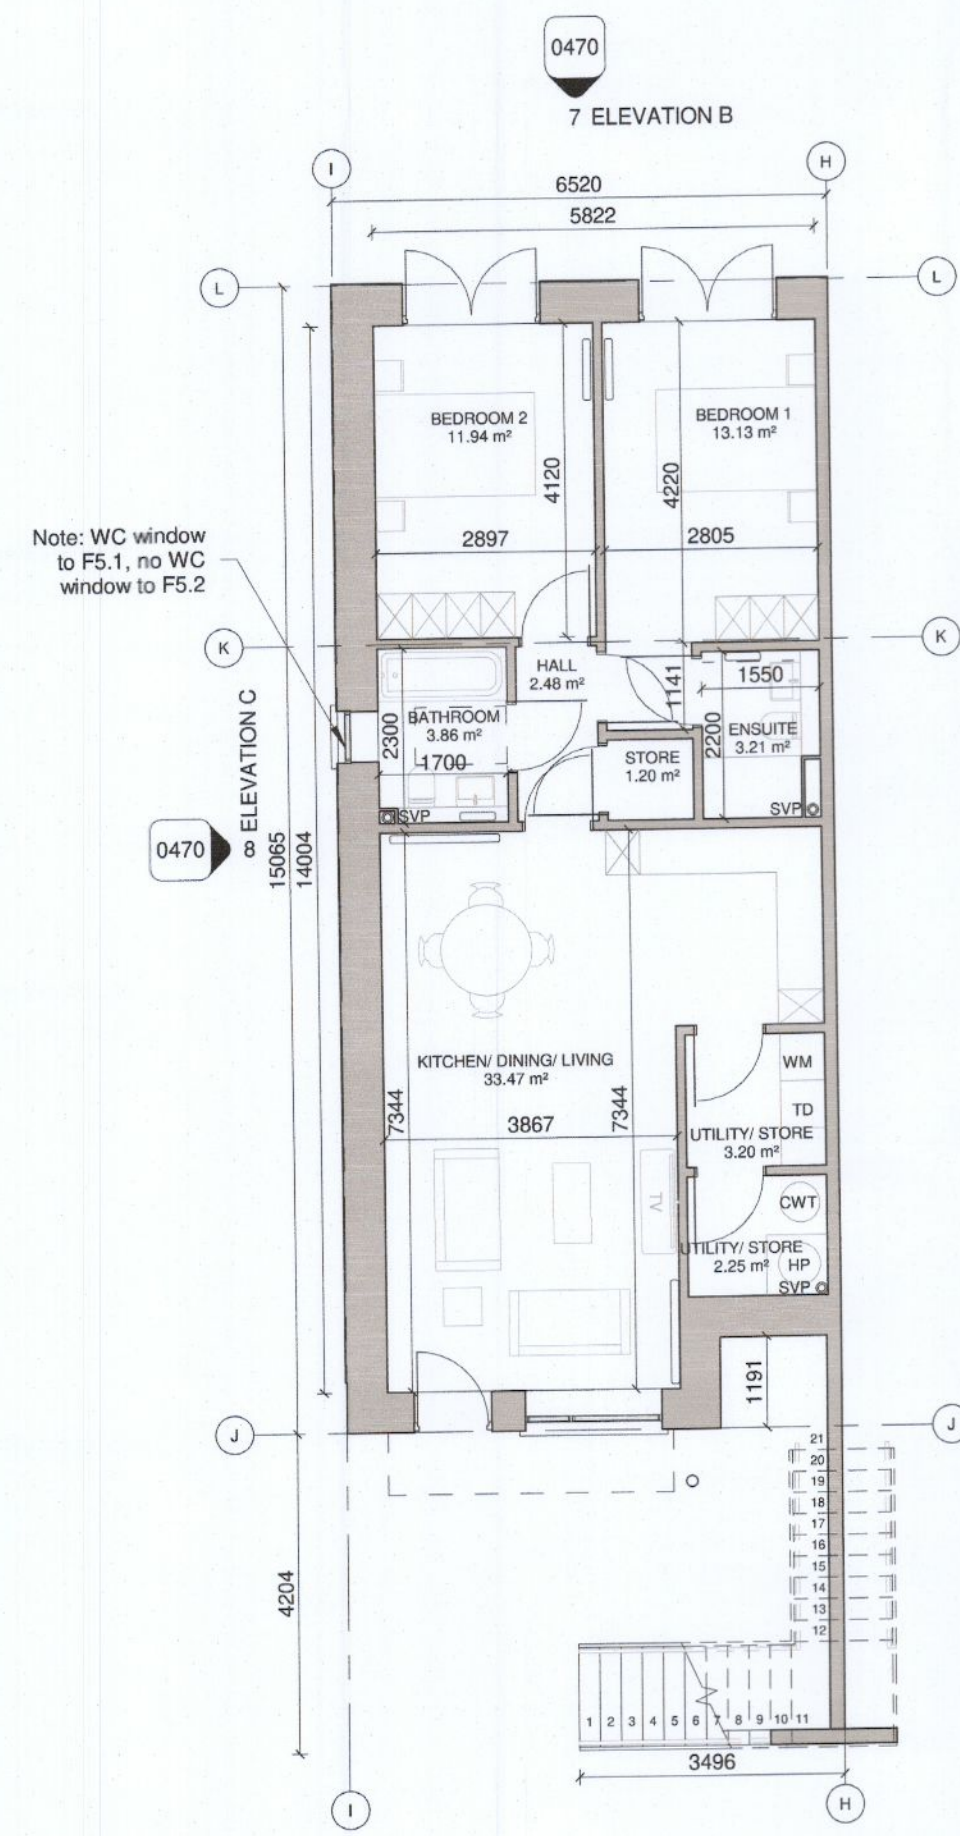 0470
7 ELEVATION B
I
H
6520
5822
L
L
BEDROOM 2
11.94 m²
BEDROOM 1
13.13 m²
4120
4220
2897
2805
Note: WC window
to F5.1, no WC
window to F5.2
K
K
HALL
2.48 m²
1141
1550
BATHROOM
3.86 m²
2300
1700
SVP
STORE
1.20 m²
2200
ENSUITE
3.21 m²
SVP
0470
8 ELEVATION C
15065
14004
KITCHEN/ DINING/ LIVING
33.47 m²
7344
7344
3867
WM
TD
UTILITY/ STORE
3.20 m²
TV
CWT
UTILITY/ STORE
2.25 m²
HP
SVP
1191
J
J
21
20
19
18
17
16
15
14
13
12
4204
1 2 3 4 5 6 7 8 9 10 11
3496
I
H